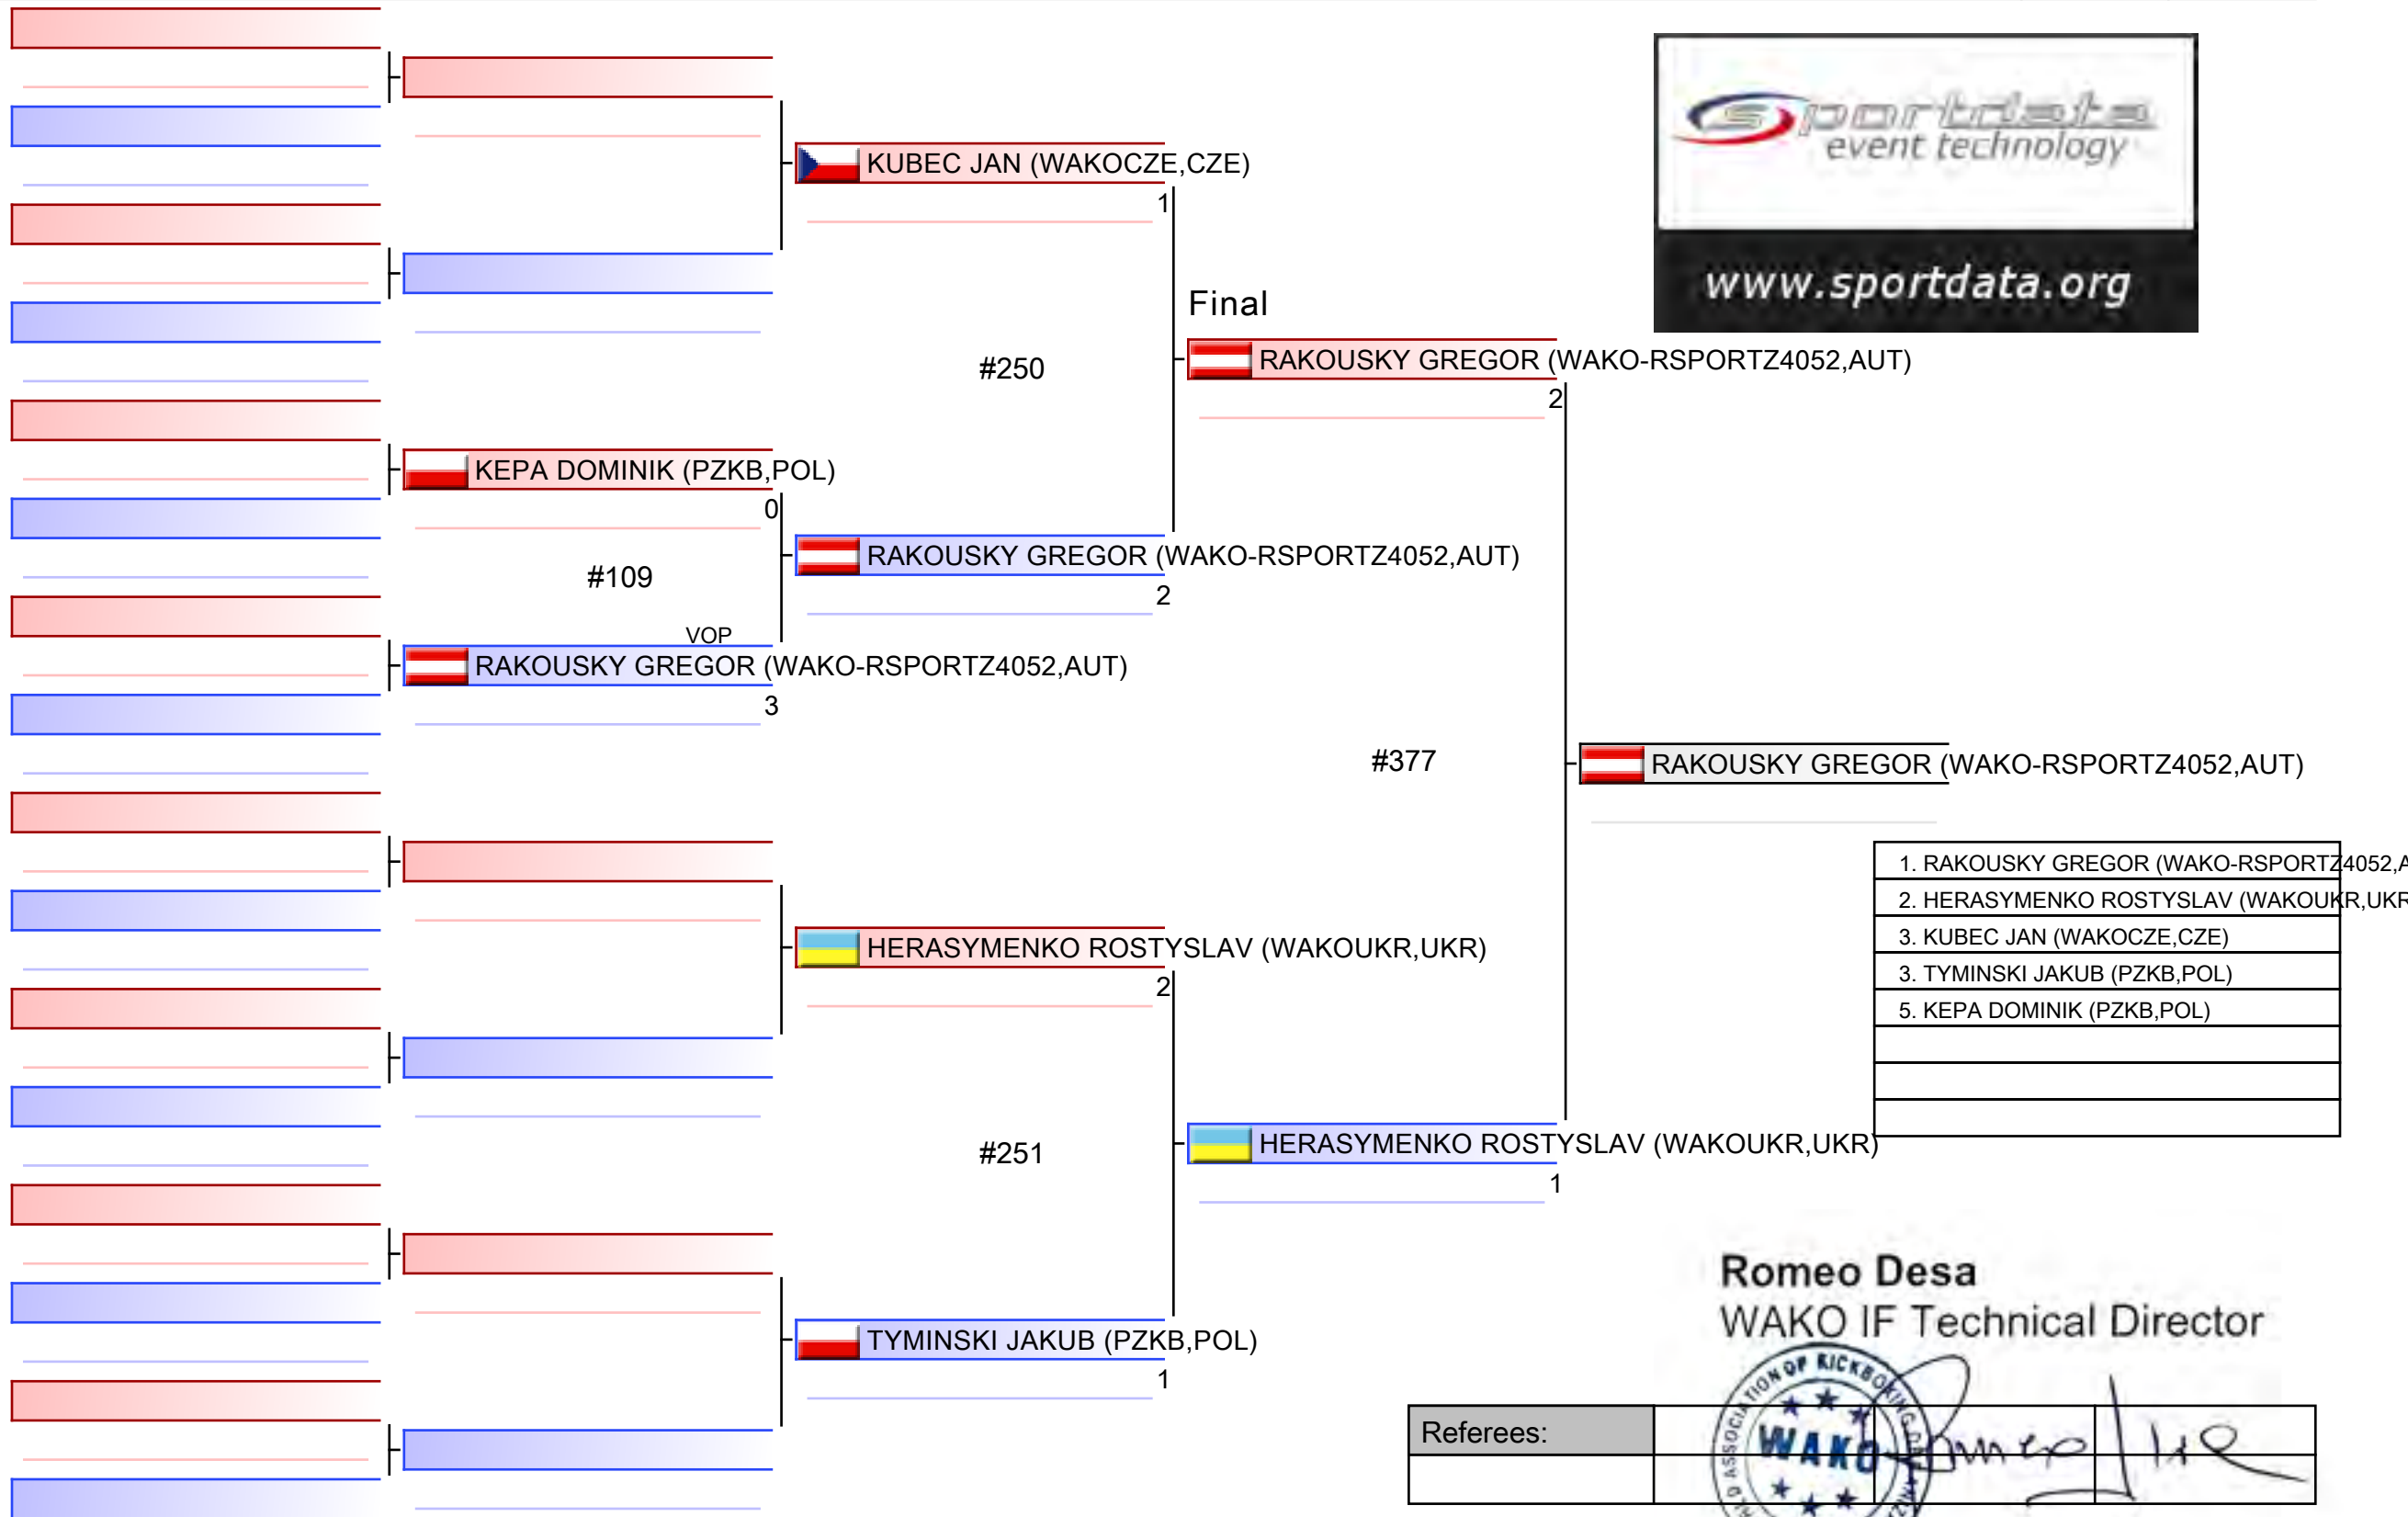 sportdata
event technology
www.sportdata.org
KUBEC JAN (WAKOCZE,CZE)
1
Final
#250
RAKOUSKY GREGOR (WAKO-RSPORTZ4052,AUT)
2
KEPA DOMINIK (PZKB,POL)
0
RAKOUSKY GREGOR (WAKO-RSPORTZ4052,AUT)
#109
2
VOP
RAKOUSKY GREGOR (WAKO-RSPORTZ4052,AUT)
3
#377
RAKOUSKY GREGOR (WAKO-RSPORTZ4052,AUT)
1. RAKOUSKY GREGOR (WAKO-RSPORTZ4052,A
2. HERASYMENKO ROSTYSLAV (WAKOUKR,UKR
3. KUBEC JAN (WAKOCZE,CZE)
3. TYMINSKI JAKUB (PZKB,POL)
5. KEPA DOMINIK (PZKB,POL)
HERASYMENKO ROSTYSLAV (WAKOUKR,UKR)
2
#251
HERASYMENKO ROSTYSLAV (WAKOUKR,UKR)
1
TYMINSKI JAKUB (PZKB,POL)
1
Romeo Desa
WAKO IF Technical Director
Referees:
ASSOCIATION OF KICKBOXING
WAKO